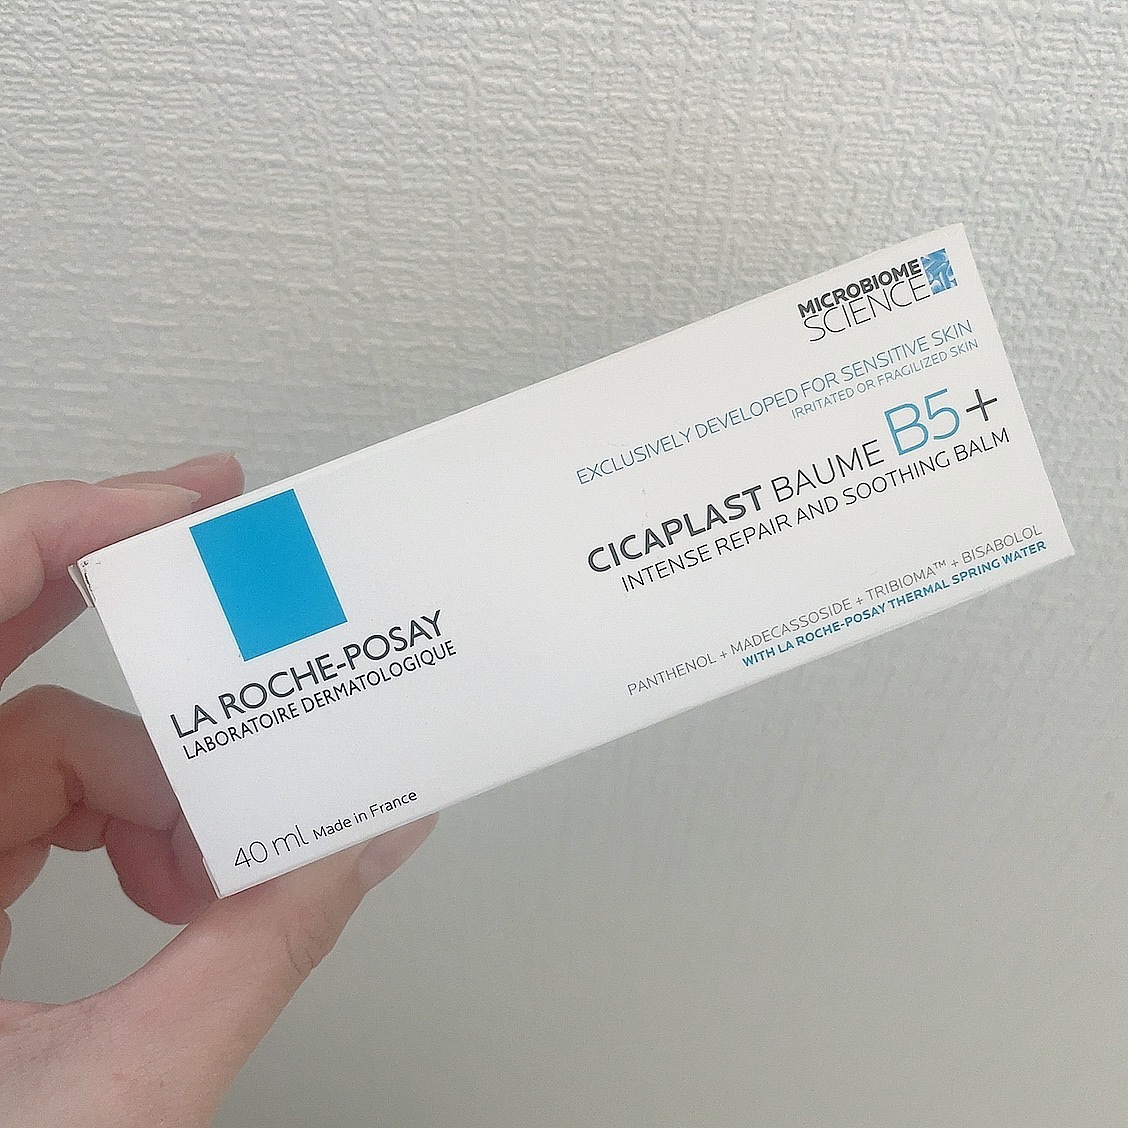 MICROBIOME
SCIENCE
EXCLUSIVELY DEVELOPED FOR SENSITIVE SKIN
IRRITATED OR FRAGILIZED SKIN
CICAPLAST BAUME B5+
INTENSE REPAIR AND SOOTHING BALM
PANTHENOL + MADECASSOSIDE + TRIBIOMA™ + BISABOLOL
WITH LA ROCHE-POSAY THERMAL SPRING WATER
LA ROCHE-POSAY
LABORATOIRE DERMATOLOGIQUE
40 ml Made in France